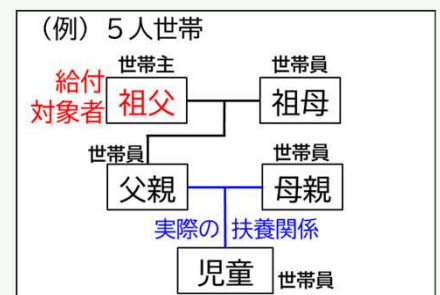 （例）５人世帯
世帯主 世帯員
給付
対象者 祖父 祖母
世帯員 世帯員
父親 母親
実際の扶養関係
児童 世帯員